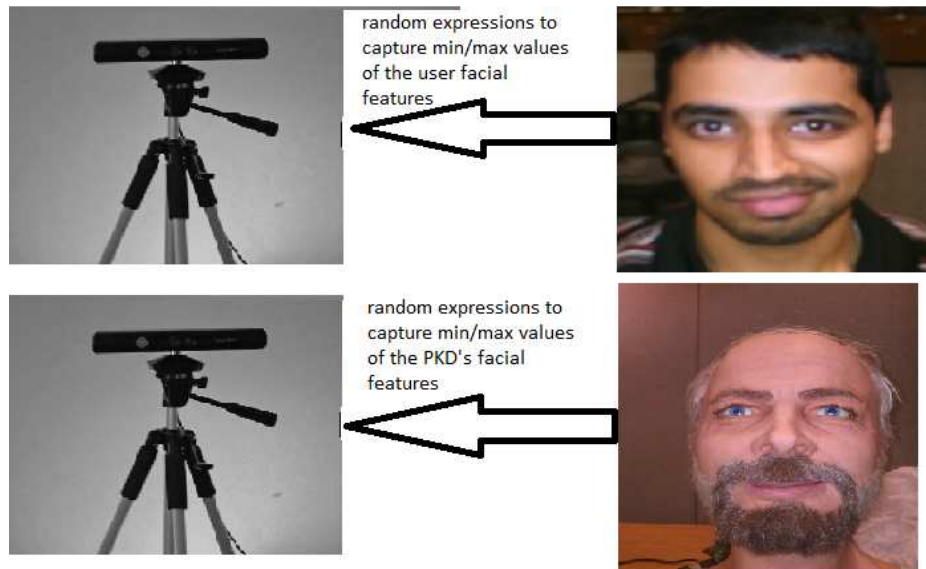 random expressions to
capture min/max values
of the user facial
features
random expressions to
capture min/max values
of the PKD's facial
features